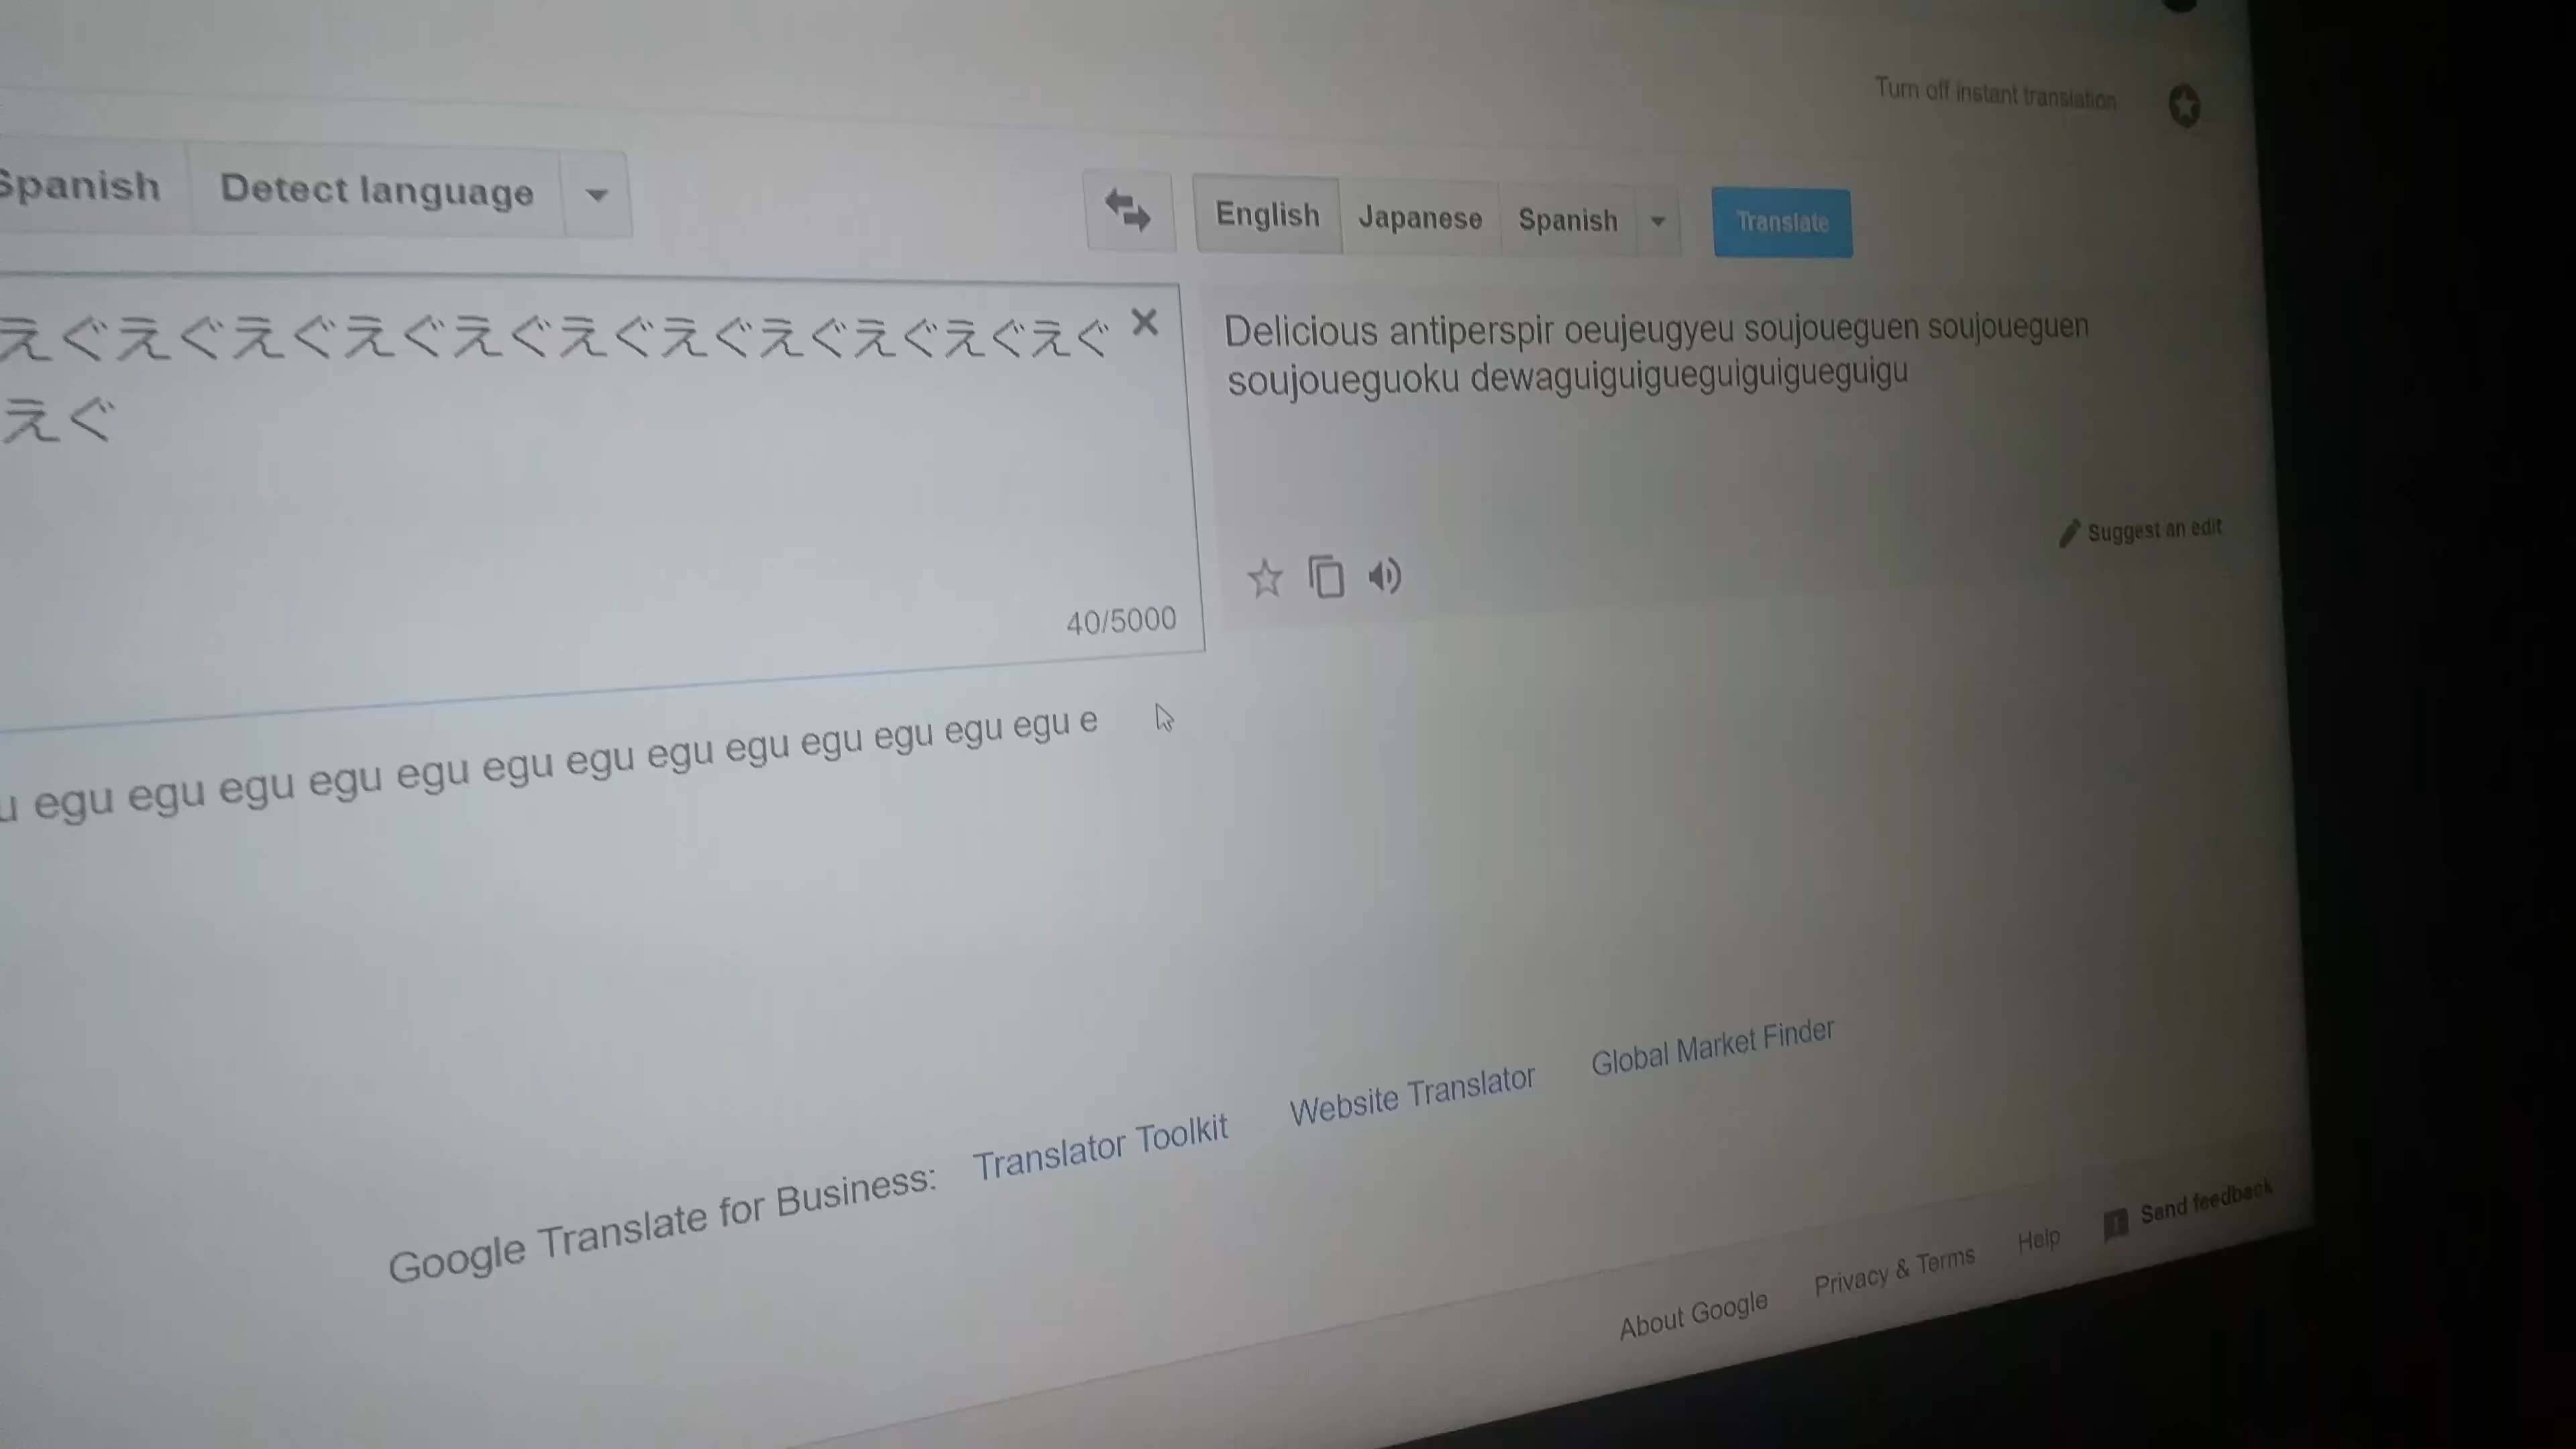 Turn off instant translation
Spanish Detect language English Japanese Spanish Translate
えぐえぐえぐえぐえぐえぐえぐえぐえぐえぐえぐ
えぐ
Delicious antiperspir oeujeugyeu soujoueguen soujoueguen
soujoueguoku dewaguiguigueguiguigueguigu
Suggest an edit
40/5000
u egu egu egu egu egu egu egu egu egu egu egu egu egu e
Google Translate for Business: Translator Toolkit Website Translator Global Market Finder
About Google Privacy & Terms Help Send feedback